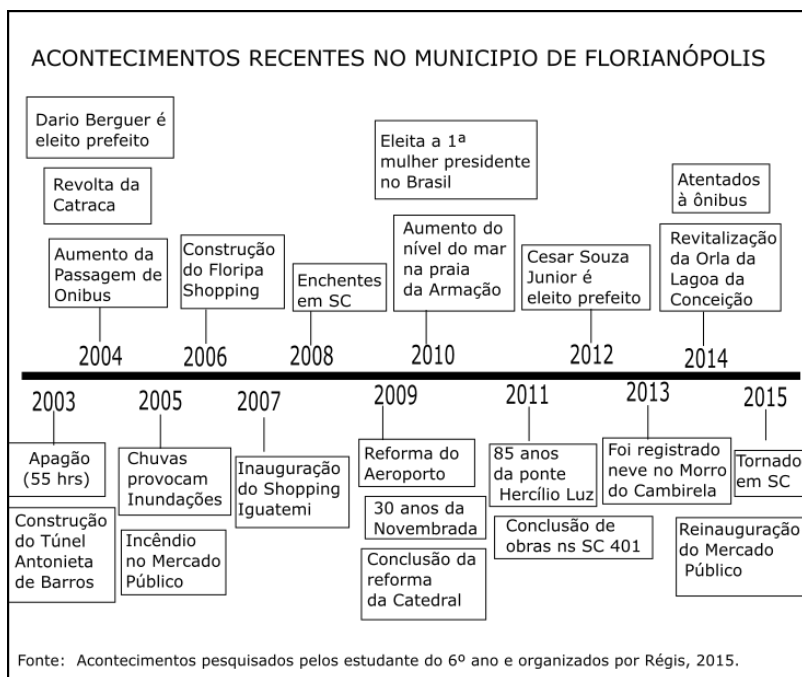 ACONTECIMENTOS RECENTES NO MUNICIPIO DE FLORIANÓPOLIS
Dario Berguer é
eleito prefeito
Revolta da
Catraca
Aumento da
Passagem de
Onibus
2004
Construção
do Floripa
Shopping
2006
Enchentes
em SC
2008
Eleita a 1ª
mulher presidente
no Brasil
Aumento do
nível do mar
na praia
da Armação
2010
Cesar Souza
Junior é
eleito prefeito
2012
Atentados
à ônibus
Revitalização
da Orla da
Lagoa da
Conceição
2014
2003
Apagão
(55 hrs)
Construção
do Túnel
Antonieta
de Barros
2005
Chuvas
provocam
Inundações
Incêndio
no Mercado
Público
2007
Inauguração
do Shopping
Iguatemi
2009
Reforma do
Aeroporto
30 anos da
Novembrada
Conclusão da
reforma
da Catedral
2011
85 anos
da ponte
Hercílio Luz
Conclusão de
obras ns SC 401
2013
Foi registrado
neve no Morro
do Cambirela
2015
Tornado
em SC
Reinauguração
do Mercado
Público
Fonte: Acontecimentos pesquisados pelos estudante do 6º ano e organizados por Régis, 2015.